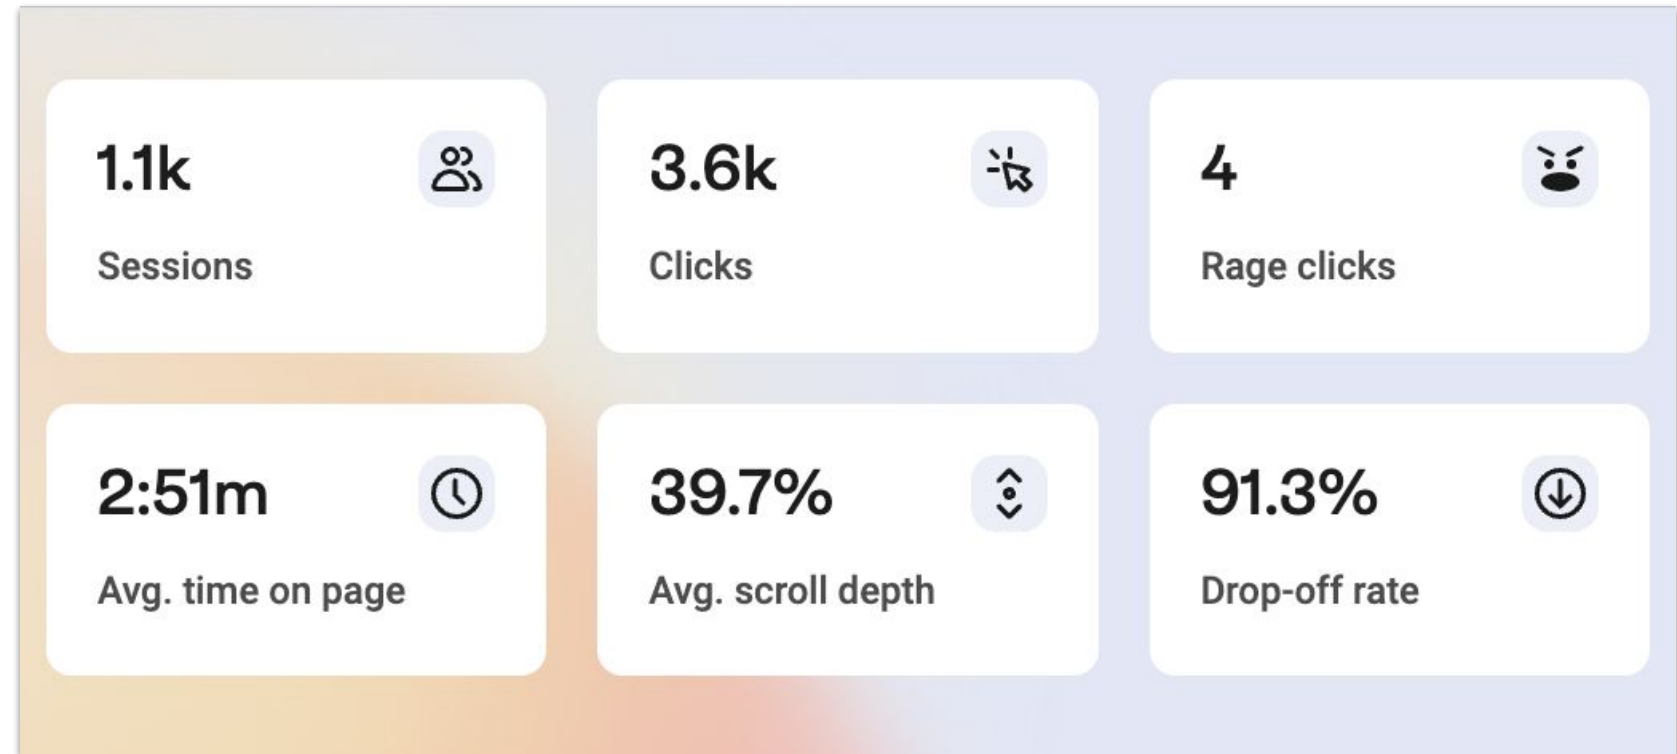 1.1k
Sessions
3.6k
Clicks
4
Rage clicks
2:51m
Avg. time on page
39.7%
Avg. scroll depth
91.3%
Drop-off rate